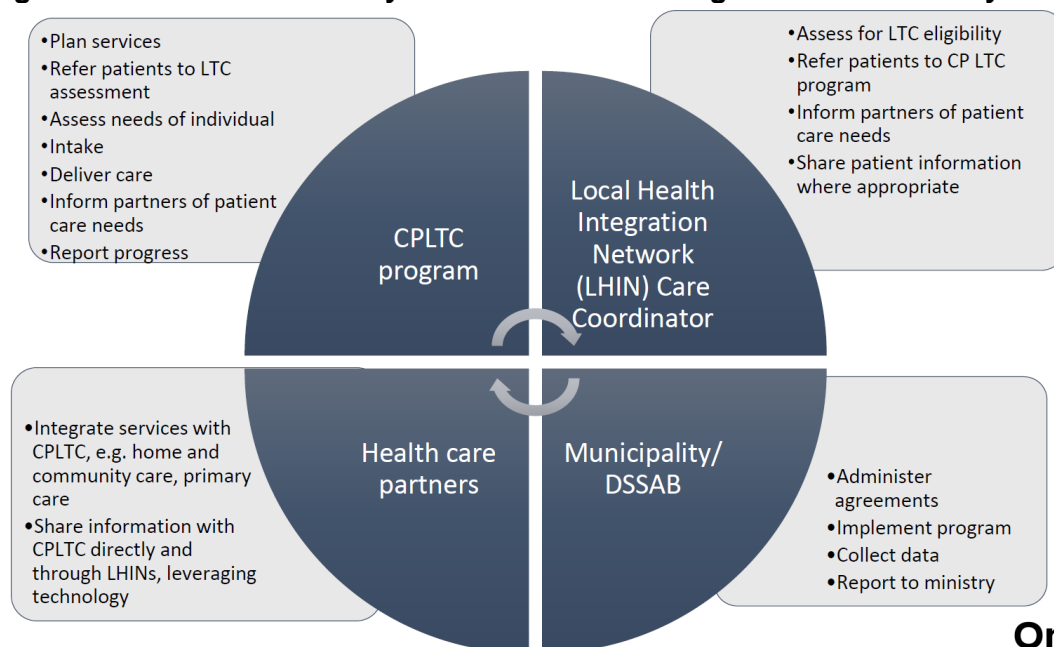 •Plan services
•Refer patients to LTC
assessment
•Assess needs of individual
•Intake
•Deliver care
•Inform partners of patient
care needs
•Report progress
•Assess for LTC eligibility
•Refer patients to CP LTC
program
•Inform partners of patient
care needs
•Share patient information
where appropriate
CPLTC
program
Local Health
Integration
Network
(LHIN) Care
Coordinator
•Integrate services with
CPLTC, e.g. home and
community care, primary
care
•Share information with
CPLTC directly and
through LHINs, leveraging
technology
Health care
partners
Municipality/
DSSAB
•Administer
agreements
•Implement program
•Collect data
•Report to ministry